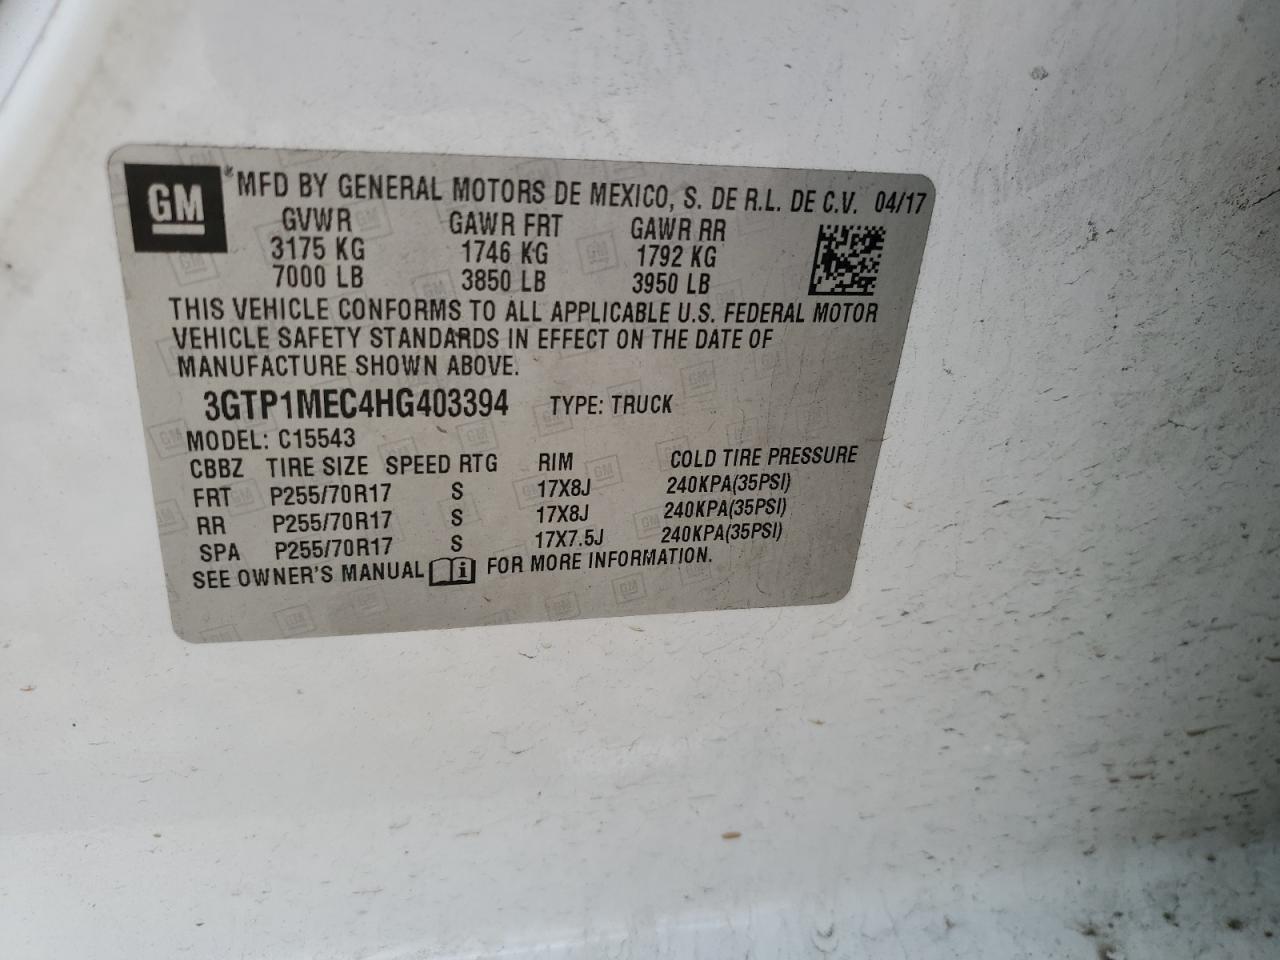 GM
*MFD BY GENERAL MOTORS DE MEXICO, S. DE R.L. DE C.V. 04/17
GVWR GAWR FRT GAWR RR
3175 KG 1746 KG 1792 KG
7000 LB 3850 LB 3950 LB
THIS VEHICLE CONFORMS TO ALL APPLICABLE U.S. FEDERAL MOTOR
VEHICLE SAFETY STANDARDS IN EFFECT ON THE DATE OF
MANUFACTURE SHOWN ABOVE.
3GTP1MEC4HG403394 TYPE: TRUCK
MODEL: C15543
CBBZ TIRE SIZE SPEED RTG RIM COLD TIRE PRESSURE
FRT P255/70R17 S 17X8J 240KPA(35PSI)
RR P255/70R17 S 17X8J 240KPA(35PSI)
SPA P255/70R17 S 17X7.5J 240KPA(35PSI)
SEE OWNER'S MANUAL i FOR MORE INFORMATION.